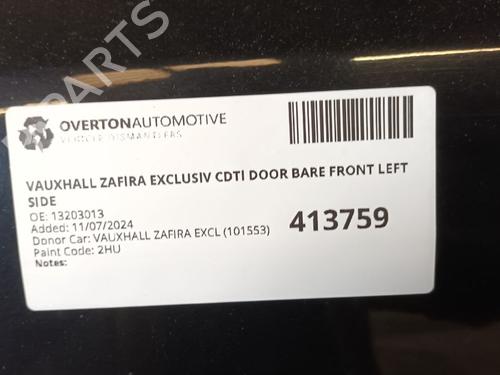 PARTS
OVERTONAUTOMOTIVE
VEHICLE DISMANTLERS
VAUXHALL ZAFIRA EXCLUSIV CDTI DOOR BARE FRONT LEFT
SIDE
OE: 13203013
Added: 11/07/2024
Donor Car: VAUXHALL ZAFIRA EXCL (101553)
Paint Code: 2HU
Notes:
413759